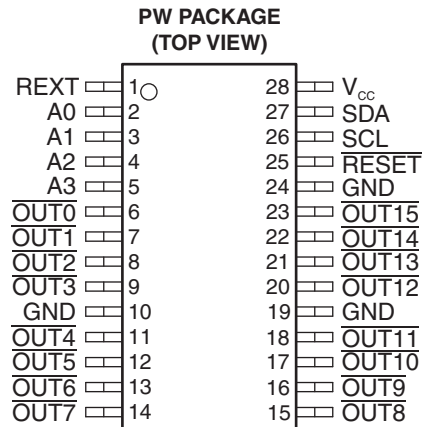 PW PACKAGE
(TOP VIEW)
REXT 1 28 VCC
A0 2 27 SDA
A1 3 26 SCL
A2 4 25 RESET
A3 5 24 GND
OUT0 6 23 OUT15
OUT1 7 22 OUT14
OUT2 8 21 OUT13
OUT3 9 20 OUT12
GND 10 19 GND
OUT4 11 18 OUT11
OUT5 12 17 OUT10
OUT6 13 16 OUT9
OUT7 14 15 OUT8